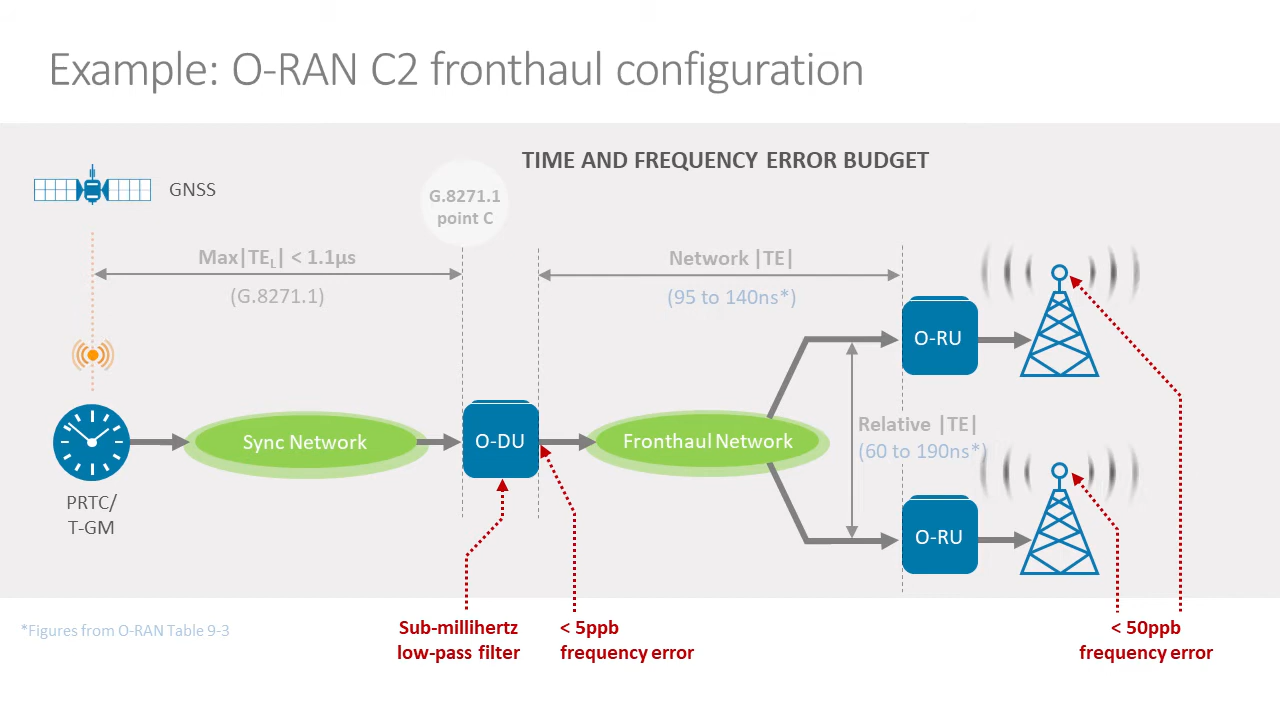 Example: O-RAN C2 fronthaul configuration
TIME AND FREQUENCY ERROR BUDGET
GNSS
G.8271.1
point C
Max|TEL| < 1.1µs
(G.8271.1)
Network |TE|
(95 to 140ns*)
O-RU
Sync Network
O-DU
Fronthaul Network
Relative |TE|
(60 to 190ns*)
PRTC/
T-GM
O-RU
*Figures from O-RAN Table 9-3
Sub-millihertz
low-pass filter
< 5ppb
frequency error
< 50ppb
frequency error